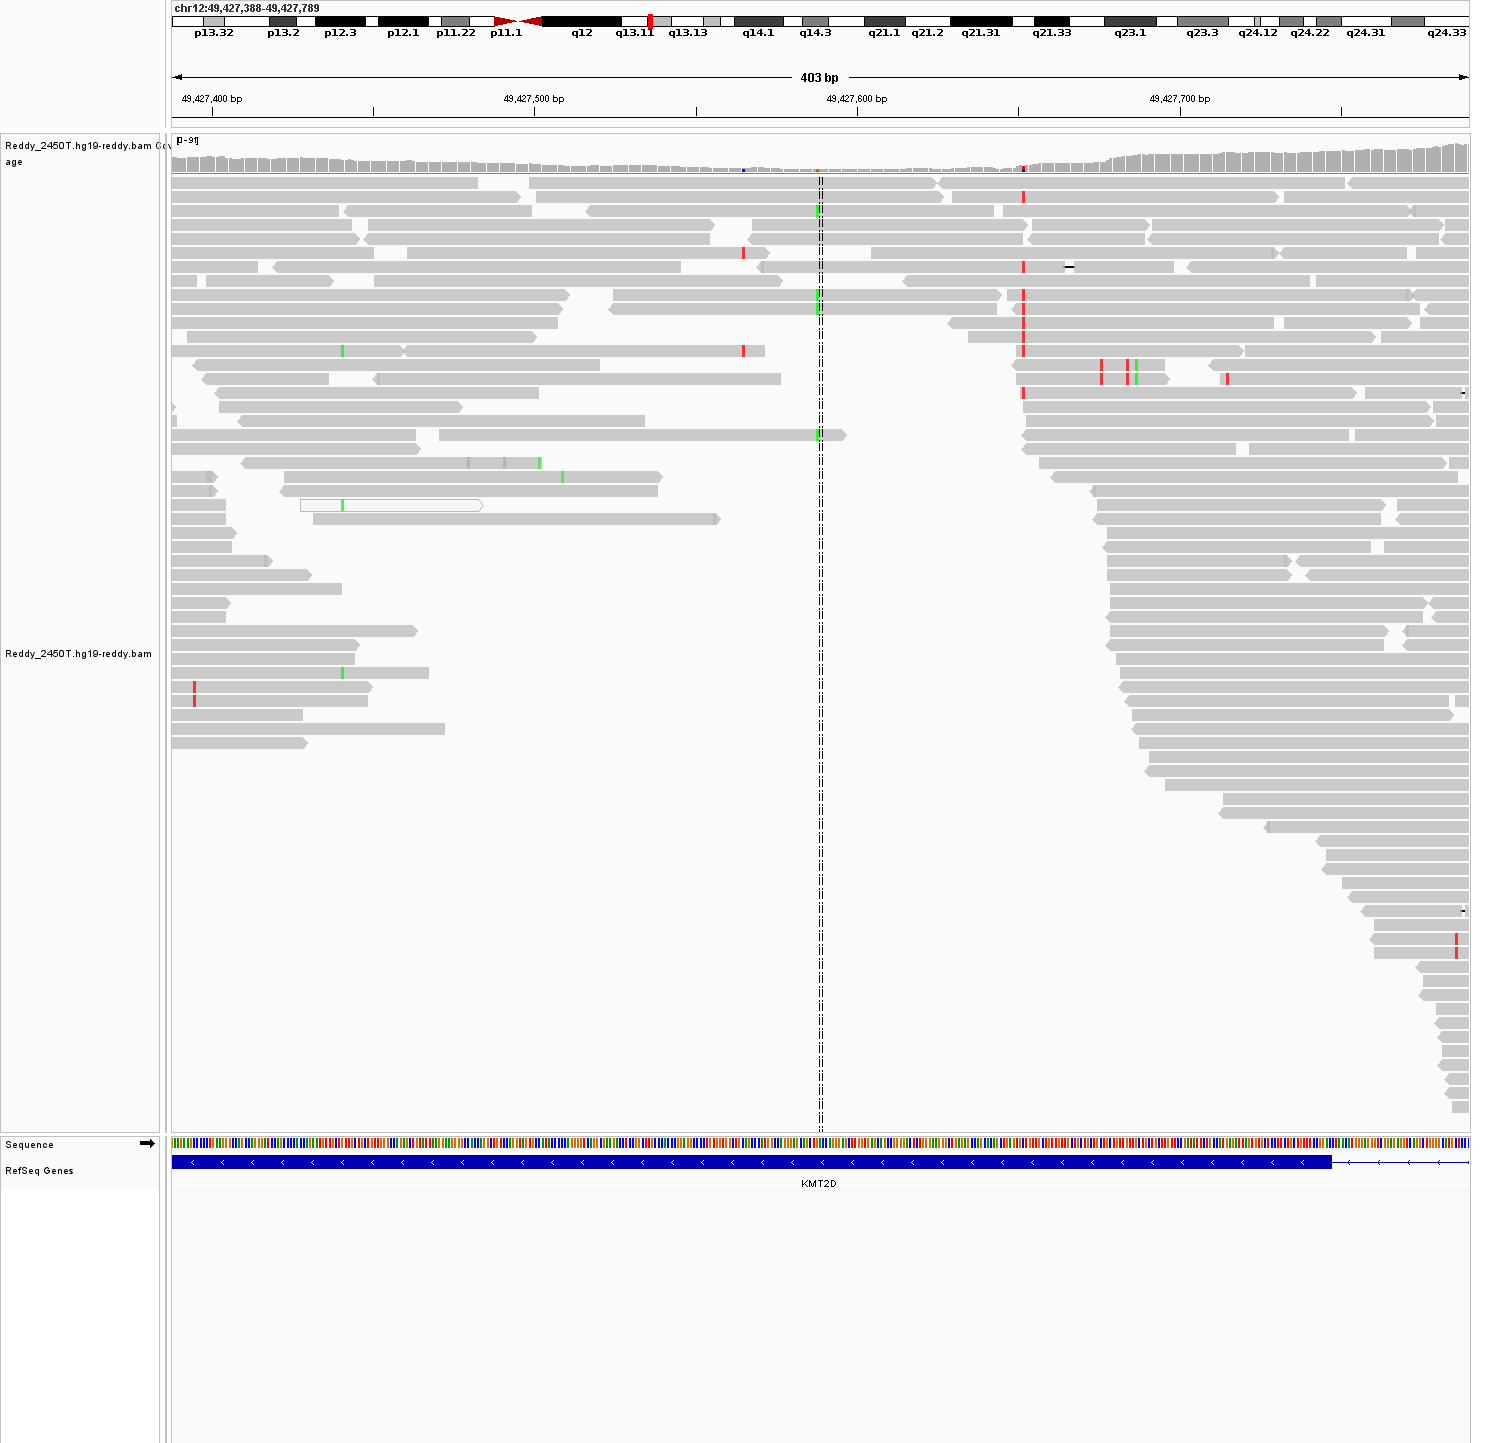 chr12:49,427,388-49,427,789
p13.32 p13.2 p12.3 p12.1 p11.22 p11.1 q12 q13.11 q13.13 q14.1 q14.3 q21.1 q21.2 q21.31 q21.33 q23.1 q23.3 q24.12 q24.22 q24.31 q24.33
403 bp
49,427,400 bp 49,427,500 bp 49,427,600 bp 49,427,700 bp
[0-91]
Reddy_2450T.hg19-reddy.bam Cov
age
Reddy_2450T.hg19-reddy.bam
Sequence
RefSeq Genes
KMT2D